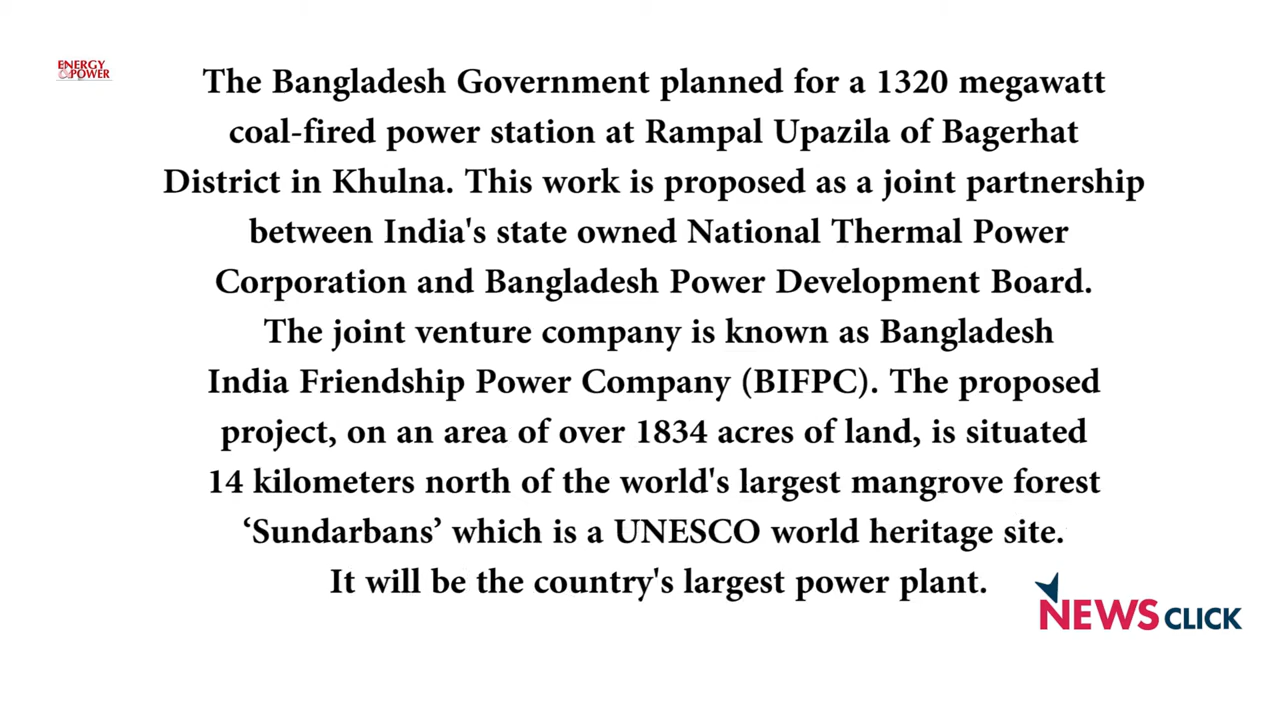 ENERGY
&POWER
The Bangladesh Government planned for a 1320 megawatt
coal-fired power station at Rampal Upazila of Bagerhat
District in Khulna. This work is proposed as a joint partnership
between India's state owned National Thermal Power
Corporation and Bangladesh Power Development Board.
The joint venture company is known as Bangladesh
India Friendship Power Company (BIFPC). The proposed
project, on an area of over 1834 acres of land, is situated
14 kilometers north of the world's largest mangrove forest
‘Sundarbans’ which is a UNESCO world heritage site.
It will be the country's largest power plant.
NEWSCLICK